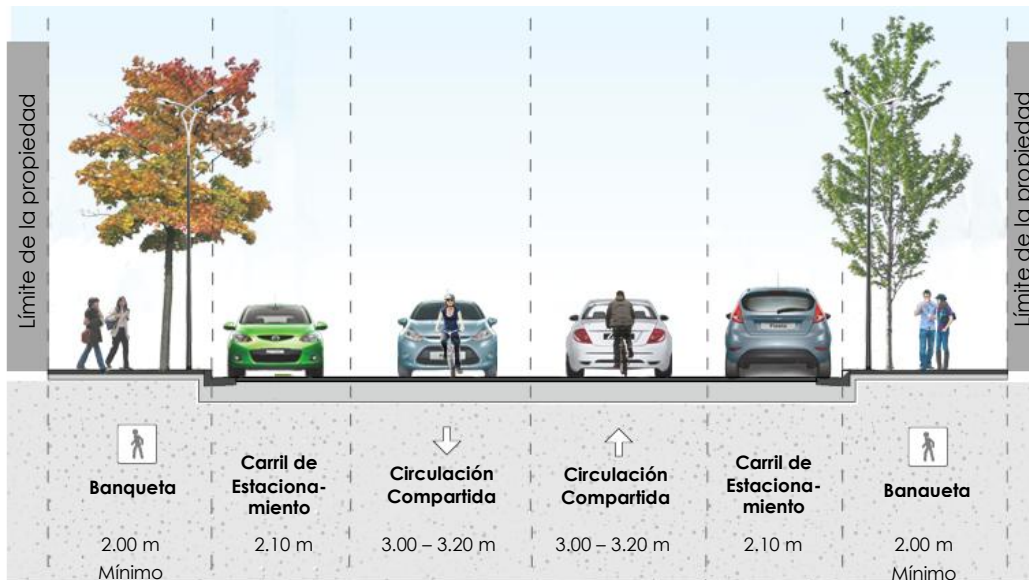 Límite de la propiedad
Banqueta
2.00 m
Mínimo
Carril de
Estaciona-
miento
2.10 m
Circulación
Compartida
3.00 – 3.20 m
Circulación
Compartida
3.00 – 3.20 m
Carril de
Estaciona-
miento
2.10 m
Banaueta
2.00 m
Mínimo
Límite de la propiedad